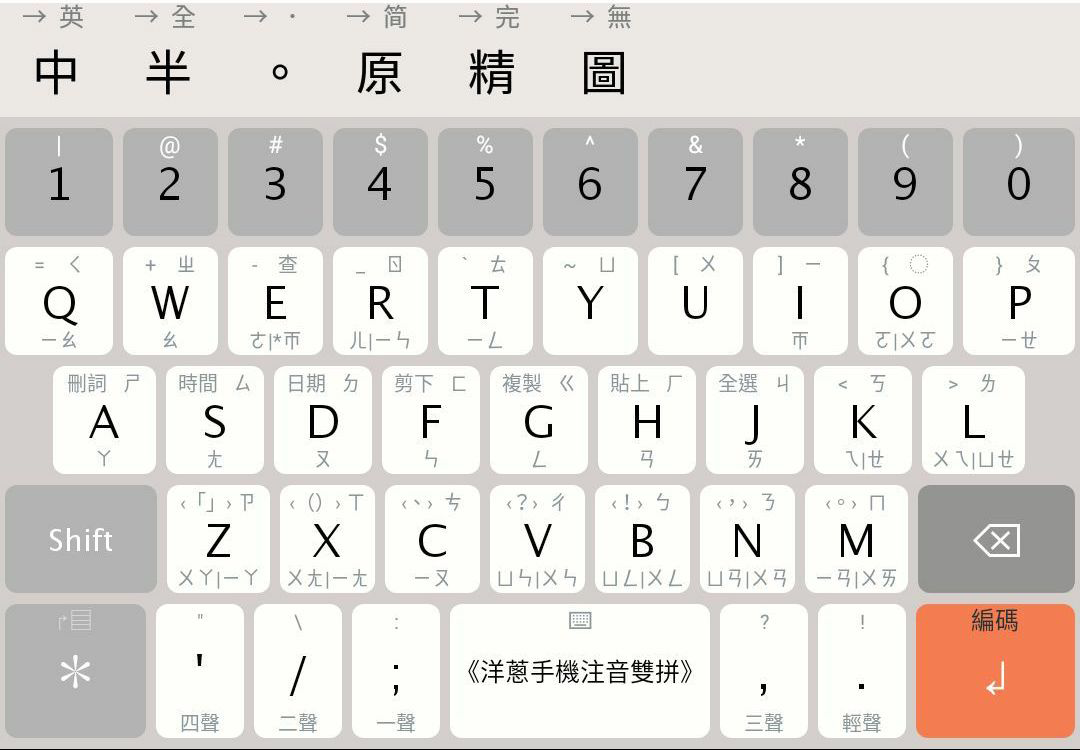 → 英 → 全 → · → 简 → 完 → 無
中 半 。 原 精 圖
| @ # $ % ^ & * ( )
1 2 3 4 5 6 7 8 9 0
= ㄑ + ㄓ - 查 _ ㄖ ` ㄊ ~ ㄩ [ ㄨ ] ㄧ { ◌ } ㄆ
Q W E R T Y U I O P
ㄧㄠ ㄠ ㄜ|*ㄭ ㄦ|ㄧㄣ ㄧㄥ ㄭ ㄛ|ㄨㄛ ㄧㄝ
刪詞 ㄕ 時間 ㄙ 日期 ㄉ 剪下 ㄈ 複製 ㄍ 貼上 ㄏ 全選 ㄐ < ㄎ > ㄌ
A S D F G H J K L
ㄚ ㄤ ㄡ ㄣ ㄥ ㄢ ㄞ ㄟ|ㄝ ㄨㄟ|ㄩㄝ
‹「」› ㄗ ‹（）› ㄒ ‹、› ㄘ ‹？› ㄔ ‹！› ㄅ ‹，› ㄋ ‹。› ㄇ
Shift Z X C V B N M
ㄨㄚ|ㄧㄚ ㄨㄤ|ㄧㄤ ㄧㄡ ㄩㄣ|ㄨㄣ ㄩㄥ|ㄨㄥ ㄩㄢ|ㄨㄢ ㄧㄢ|ㄨㄞ
" \ : ? ! 編碼
* ' / ; 《洋蔥手機注音雙拼》 , .
四聲 二聲 一聲 三聲 輕聲